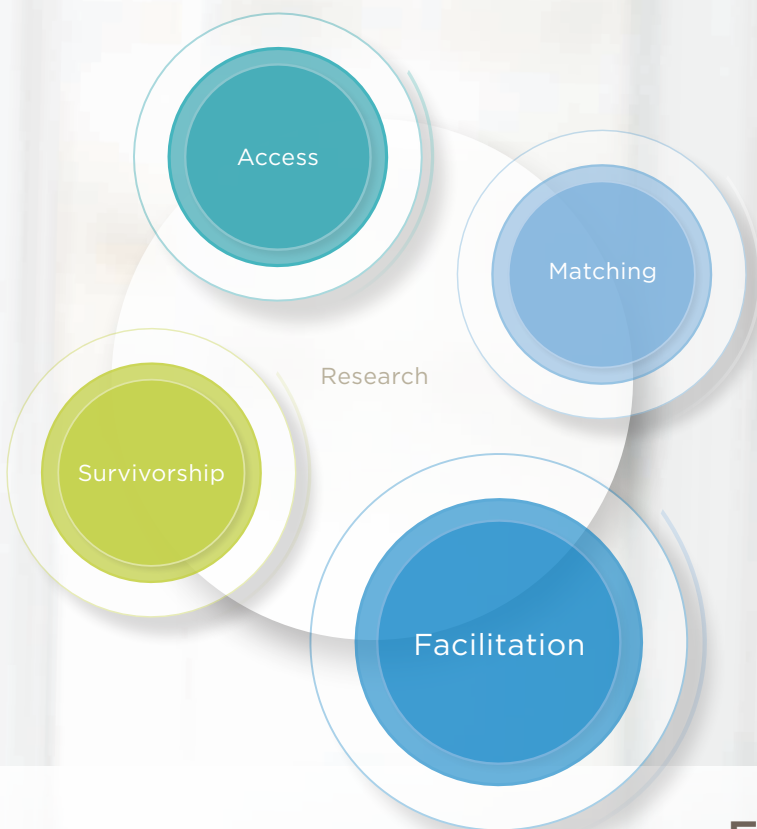 Access
Matching
Research
Survivorship
Facilitation